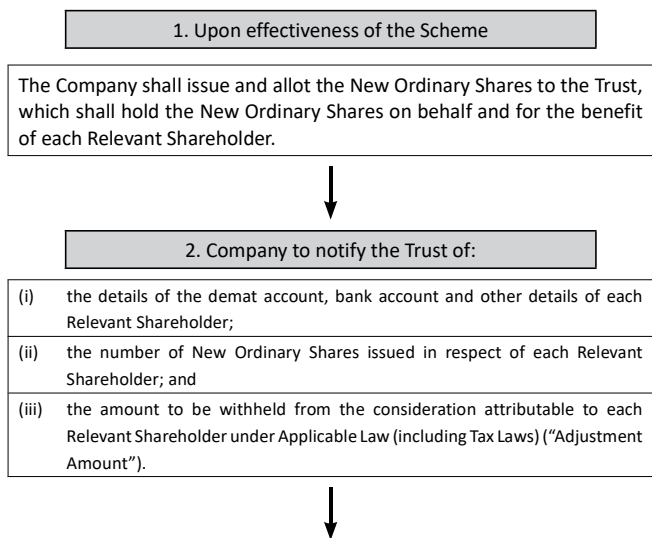 1. Upon effectiveness of the Scheme
The Company shall issue and allot the New Ordinary Shares to the Trust,
which shall hold the New Ordinary Shares on behalf and for the benefit
of each Relevant Shareholder.
2. Company to notify the Trust of:
(i) the details of the demat account, bank account and other details of each
Relevant Shareholder;
(ii) the number of New Ordinary Shares issued in respect of each Relevant
Shareholder; and
(iii) the amount to be withheld from the consideration attributable to each
Relevant Shareholder under Applicable Law (including Tax Laws) (“Adjustment
Amount”).